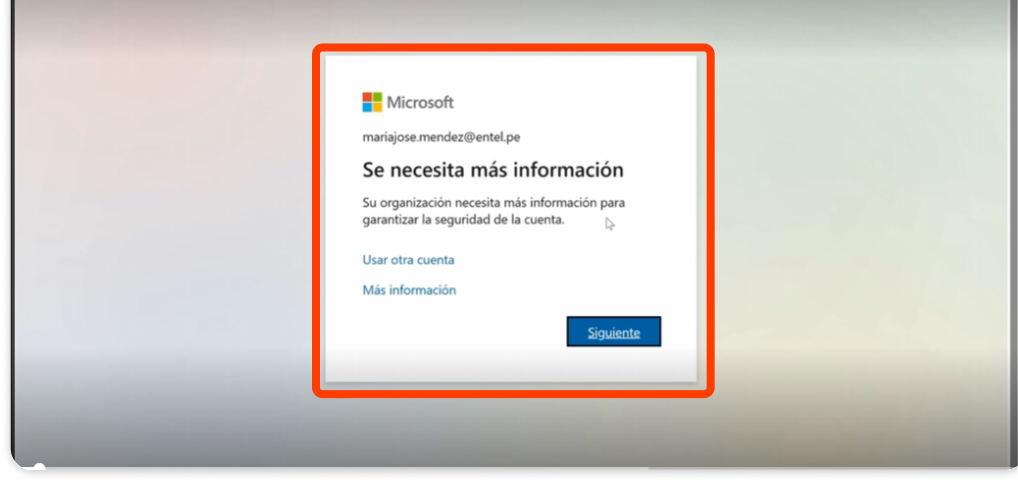 Microsoft
mariajose.mendez@entel.pe
Se necesita más información
Su organización necesita más información para
garantizar la seguridad de la cuenta.
Usar otra cuenta
Más información
Siguiente